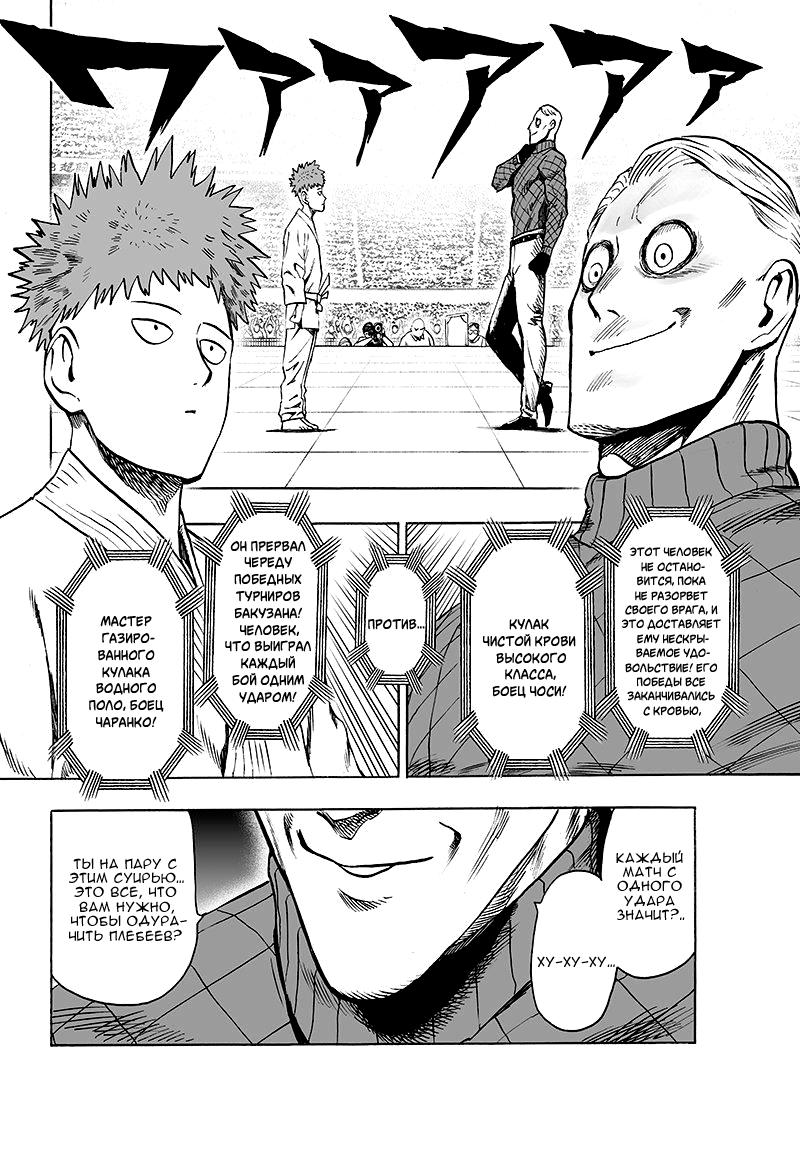 ワァァァァァ
ЭТОТ ЧЕЛОВЕК
НЕ ОСТАНО-
ВИТСЯ, ПОКА
НЕ РАЗОРВЕТ
СВОЕГО ВРАГА, И
ЭТО ДОСТАВЛЯЕТ
ЕМУ НЕСКРЫ-
ВАЕМОЕ УДО-
ВОЛЬСТВИЕ! ЕГО
ПОБЕДЫ ВСЕ
ЗАКАНЧИВАЛИСЬ
С КРОВЬЮ,
КУЛАК
ЧИСТОЙ КРОВИ
ВЫСОКОГО
КЛАССА,
БОЕЦ ЧОСИ!
ПРОТИВ...
ОН ПРЕРВАЛ
ЧЕРЕДУ
ПОБЕДНЫХ
ТУРНИРОВ
БАКУЗАНА!
ЧЕЛОВЕК,
ЧТО ВЫИГРАЛ
КАЖДЫЙ
БОЙ ОДНИМ
УДАРОМ!
МАСТЕР
ГАЗИРО-
ВАННОГО
КУЛАКА
ВОДНОГО
ПОЛО, БОЕЦ
ЧАРАНКО!
КАЖДЫЙ
МАТЧ С
ОДНОГО
УДАРА
ЗНАЧИТ?..
ХУ-ХУ-ХУ...
ТЫ НА ПАРУ С
ЭТИМ СУИРЬЮ...
ЭТО ВСЕ, ЧТО
ВАМ НУЖНО,
ЧТОБЫ ОДУРА-
ЧИТЬ ПЛЕБЕЕВ?